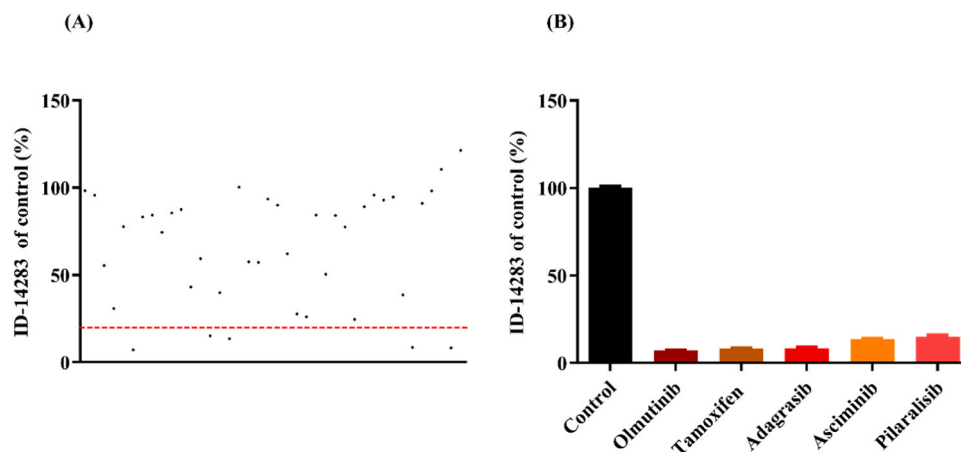 (A)
ID-14283 of control (%)
150
100
50
0
(B)
ID-14283 of control (%)
150
100
50
0
Control
Olmutinib
Tamoxifen
Adagrasib
Asciminib
Pilaralisib